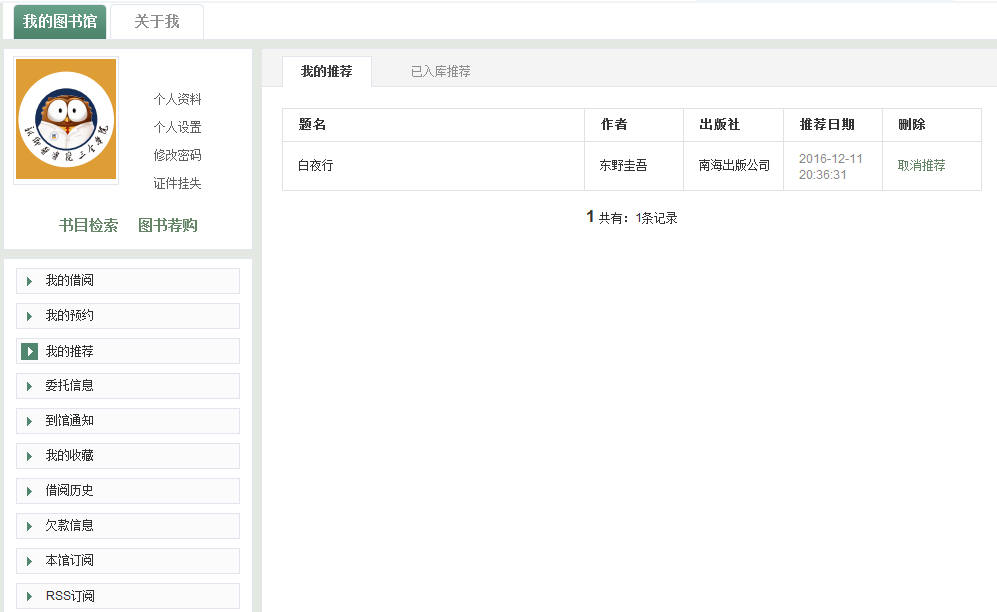 我的图书馆 关于我
个人资料
个人设置
修改密码
证件挂失
书目检索 图书荐购
我的借阅
我的预约
我的推荐
委托信息
到馆通知
我的收藏
借阅历史
欠款信息
本馆订阅
RSS订阅
我的推荐 已入库推荐
题名 作者 出版社 推荐日期 删除
白夜行 东野圭吾 南海出版公司 2016-12-11 20:36:31 取消推荐
1 共有：1条记录